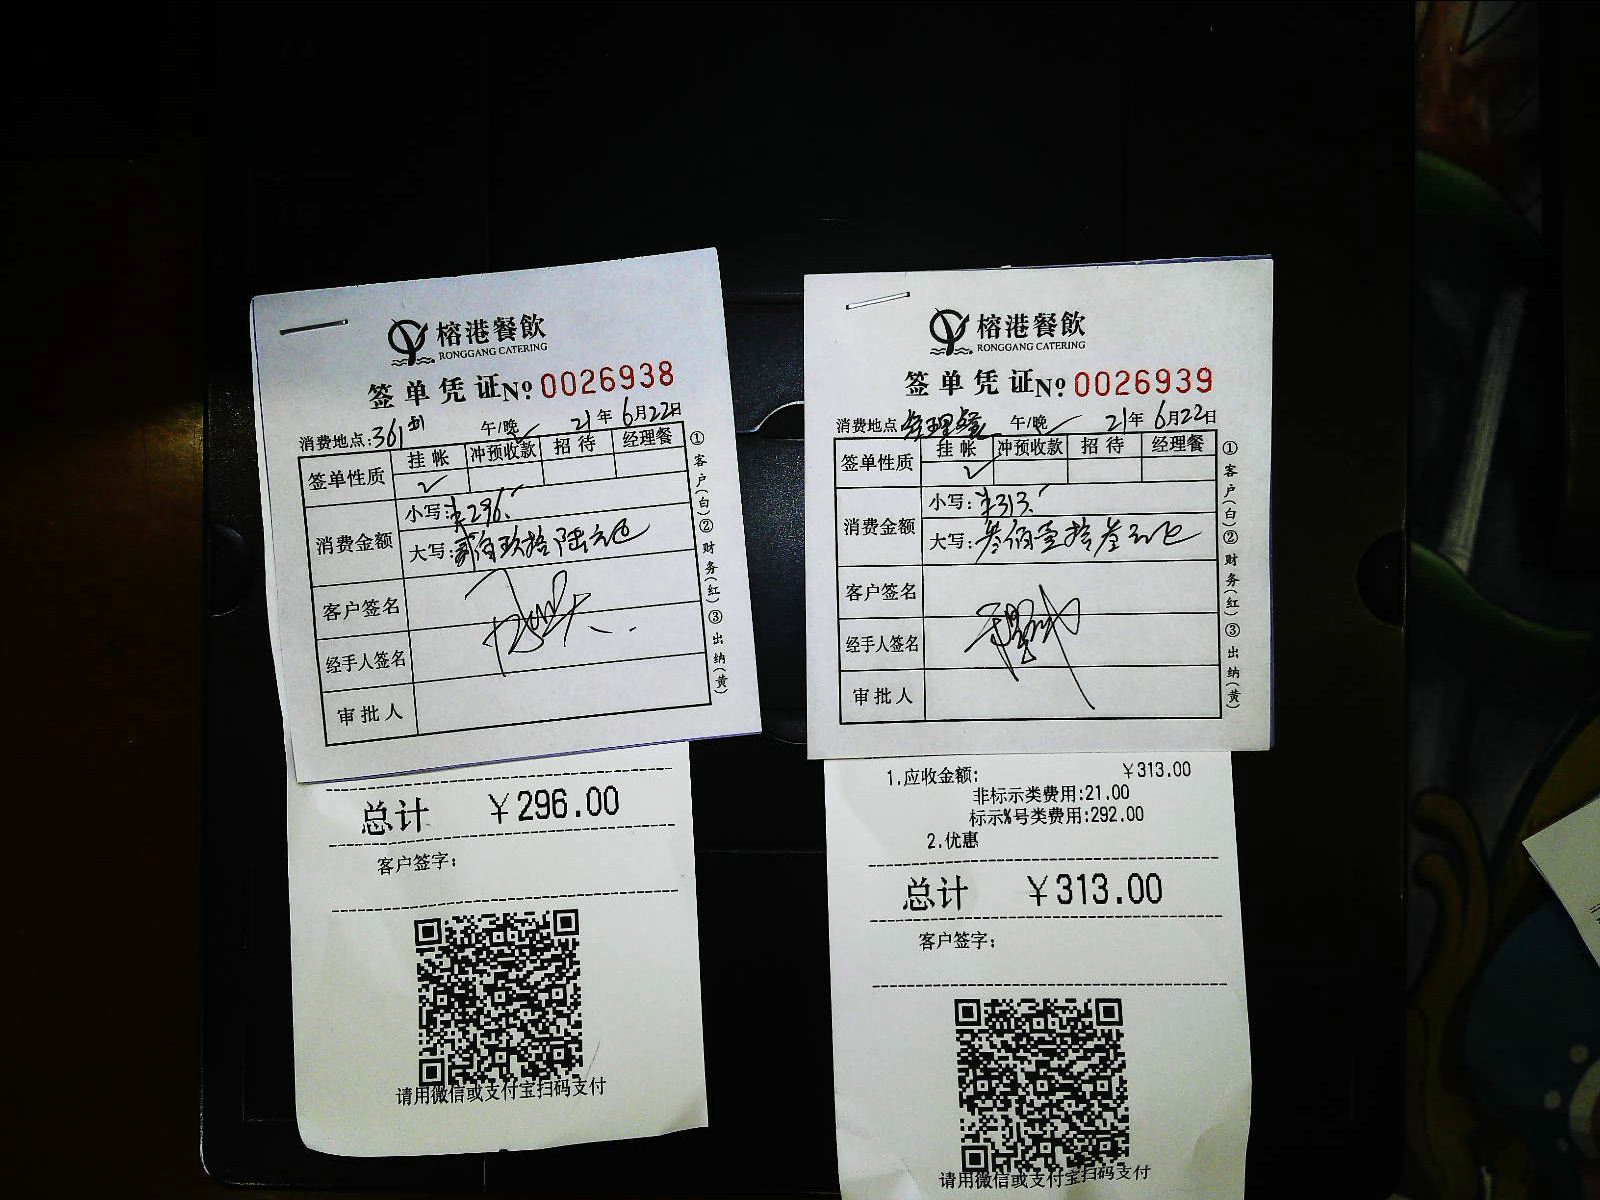 榕港餐飲
RONGGANG CATERING
签单凭证 No 0026938
消费地点:361 午/晚 ✓ 21年6月22日
签单性质 挂帐 冲预收款 招待 经理餐
✓
消费金额 小写:¥296.
大写:贰佰玖拾陆元正
客户签名
经手人签名
审批人
①客户(白)②财务(红)③出纳(黄)
总计 ¥296.00
客户签字:
请用微信或支付宝扫码支付
榕港餐飲
RONGGANG CATERING
签单凭证 No 0026939
消费地点:经理餐 午/晚 ✓ 21年6月22日
签单性质 挂帐 冲预收款 招待 经理餐
✓
消费金额 小写:¥313.
大写:叁佰壹拾叁元正
客户签名
经手人签名
审批人
①客户(白)②财务(红)③出纳(黄)
1.应收金额: ¥313.00
非标示类费用:21.00
标示%号类费用:292.00
2.优惠
总计 ¥313.00
客户签字:
请用微信或支付宝扫码支付